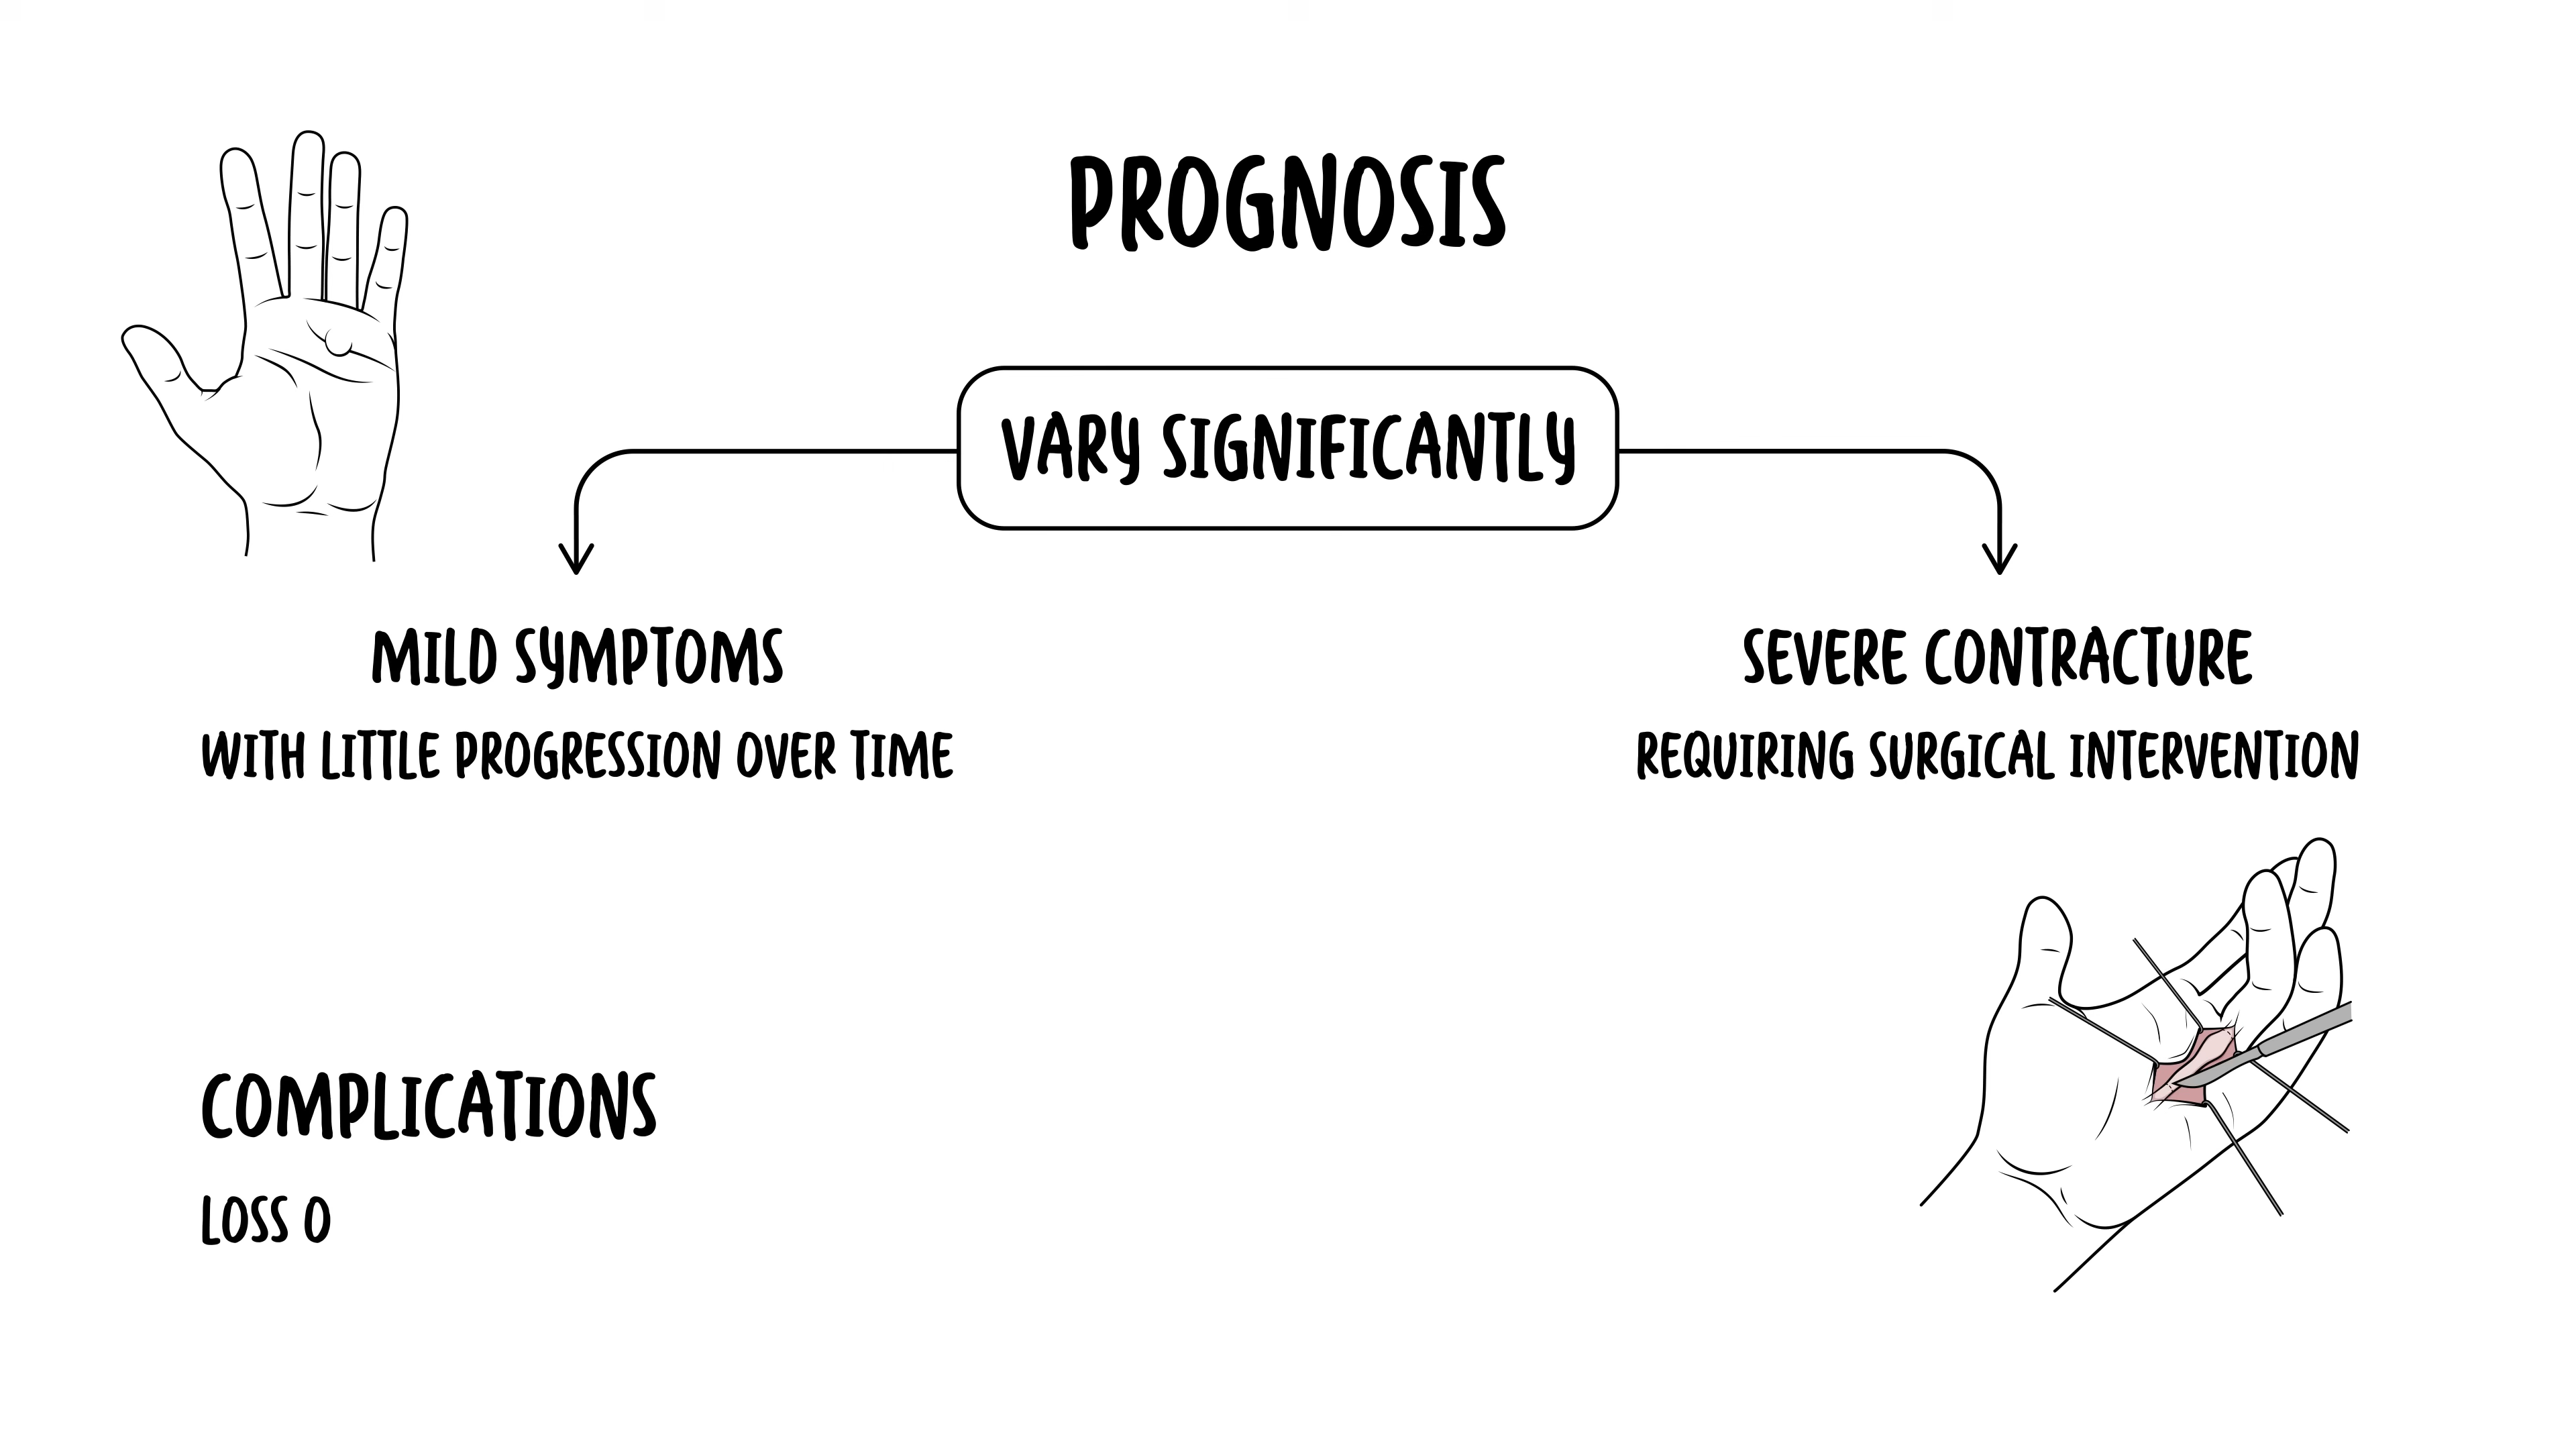 PROGNOSIS
VARY SIGNIFICANTLY
MILD SYMPTOMS
WITH LITTLE PROGRESSION OVER TIME
SEVERE CONTRACTURE
REQUIRING SURGICAL INTERVENTION
COMPLICATIONS
LOSS O